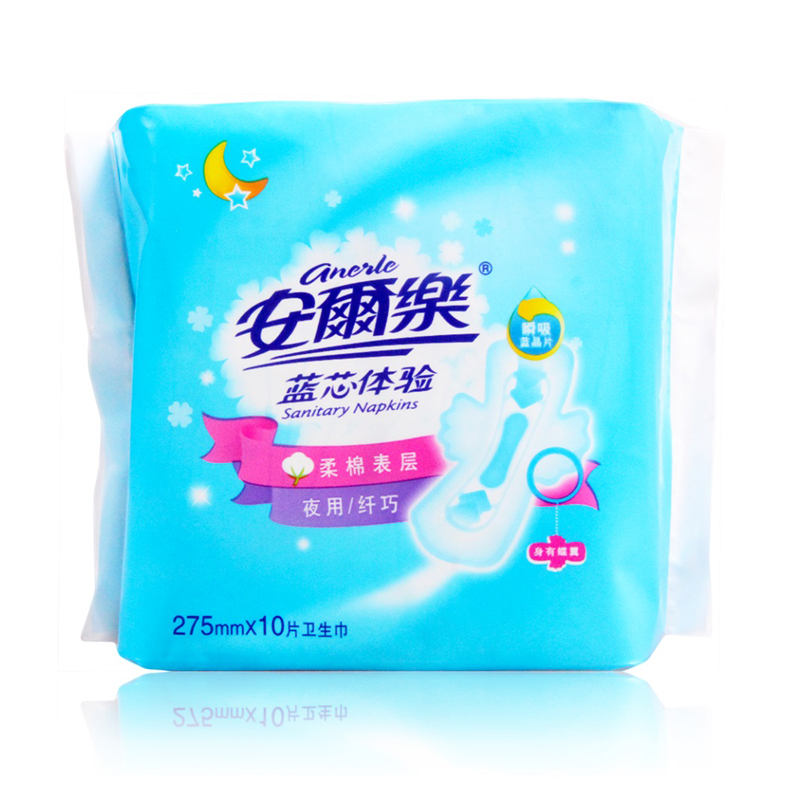 anerle
安爾樂®
瞬吸
蓝晶片
蓝芯体验
Sanitary Napkins
柔棉表层
夜用/纤巧
身有蝶翼
275mmX10片卫生巾